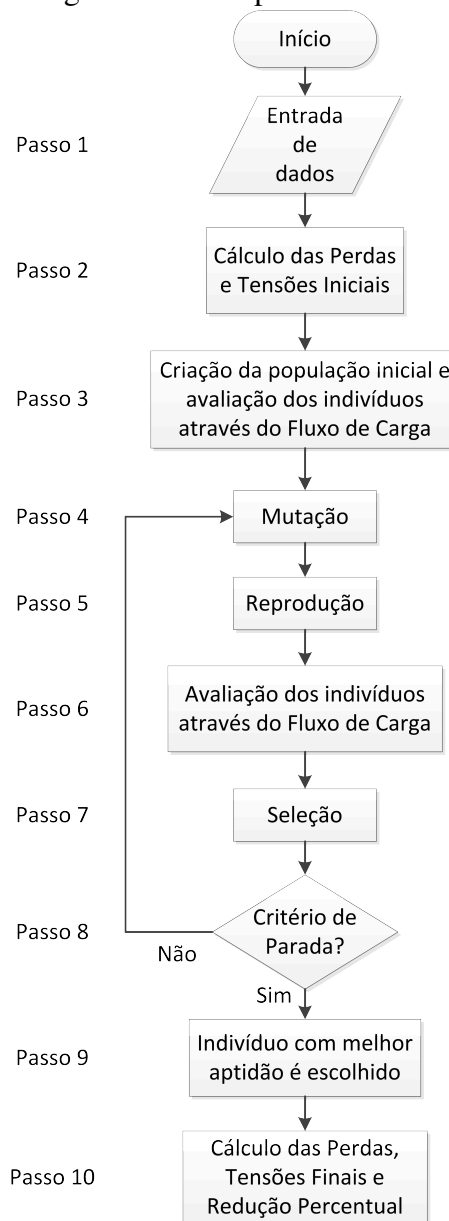 Início
Passo 1
Entrada
de
dados
Passo 2
Cálculo das Perdas
e Tensões Iniciais
Passo 3
Criação da população inicial e
avaliação dos indivíduos
através do Fluxo de Carga
Passo 4
Mutação
Passo 5
Reprodução
Passo 6
Avaliação dos indivíduos
através do Fluxo de Carga
Passo 7
Seleção
Passo 8
Critério de
Parada?
Não
Sim
Passo 9
Indivíduo com melhor
aptidão é escolhido
Passo 10
Cálculo das Perdas,
Tensões Finais e
Redução Percentual